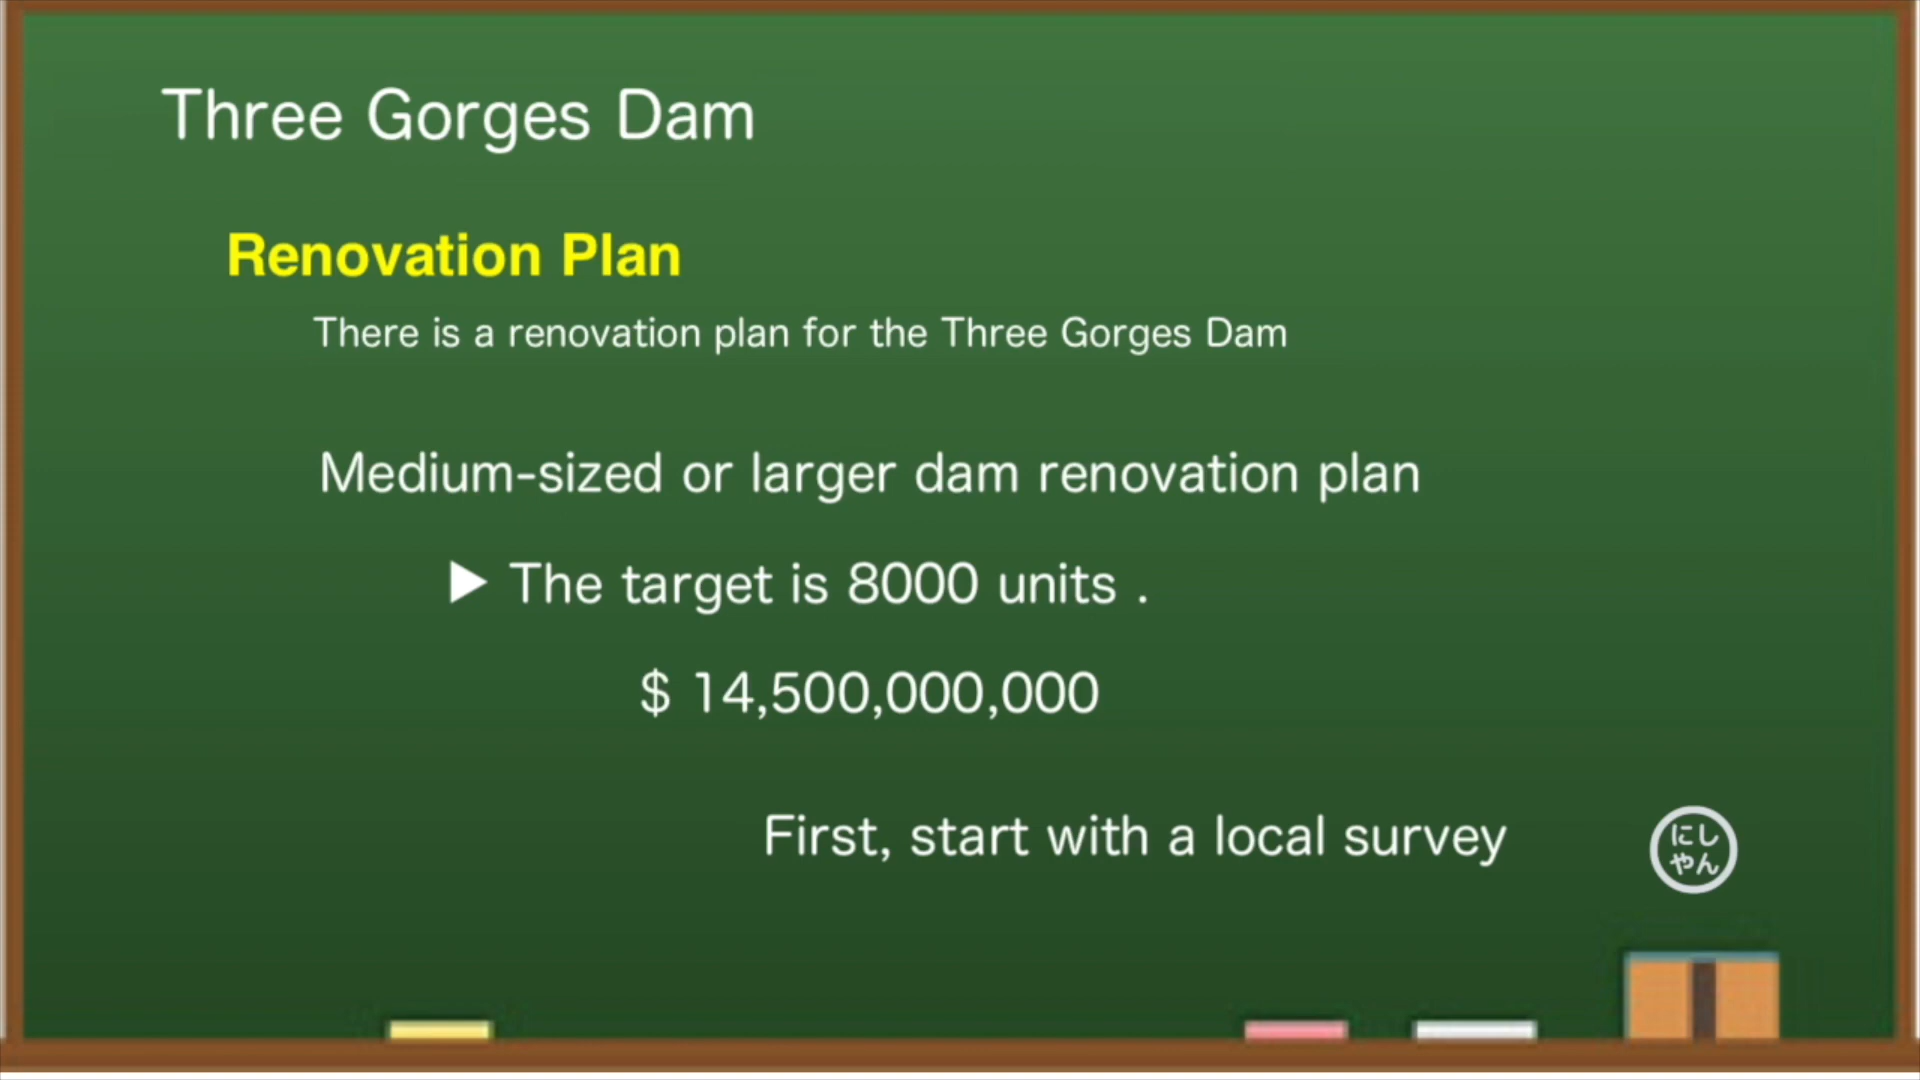 Three Gorges Dam
Renovation Plan
There is a renovation plan for the Three Gorges Dam
Medium-sized or larger dam renovation plan
▶ The target is 8000 units .
$ 14,500,000,000
First, start with a local survey
にし
やん